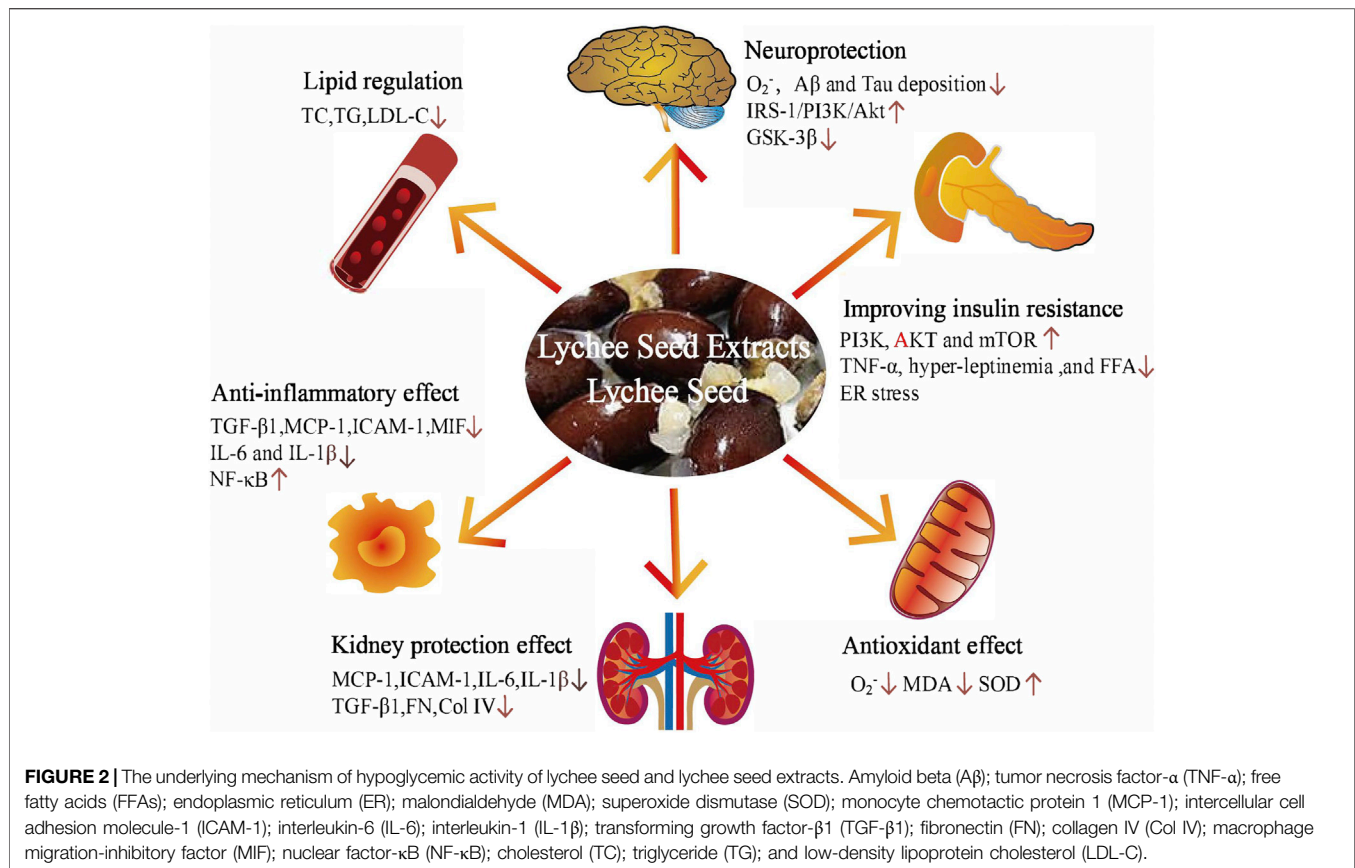 Lipid regulation
TC,TG,LDL-C↓
Neuroprotection
O₂⁻, Aβ and Tau deposition↓
IRS-1/PI3K/Akt↑
GSK-3β↓
Lychee Seed Extracts
Lychee Seed
Improving insulin resistance
PI3K, AKT and mTOR ↑
TNF-α, hyper-leptinemia ,and FFA↓
ER stress
Anti-inflammatory effect
TGF-β1,MCP-1,ICAM-1,MIF↓
IL-6 and IL-1β↓
NF-κB↑
Kidney protection effect
MCP-1,ICAM-1,IL-6,IL-1β↓
TGF-β1,FN,Col IV↓
Antioxidant effect
O₂⁻↓ MDA↓ SOD↑
FIGURE 2 | The underlying mechanism of hypoglycemic activity of lychee seed and lychee seed extracts. Amyloid beta (Aβ); tumor necrosis factor-α (TNF-α); free
fatty acids (FFAs); endoplasmic reticulum (ER); malondialdehyde (MDA); superoxide dismutase (SOD); monocyte chemotactic protein 1 (MCP-1); intercellular cell
adhesion molecule-1 (ICAM-1); interleukin-6 (IL-6); interleukin-1 (IL-1β); transforming growth factor-β1 (TGF-β1); fibronectin (FN); collagen IV (Col IV); macrophage
migration-inhibitory factor (MIF); nuclear factor-κB (NF-κB); cholesterol (TC); triglyceride (TG); and low-density lipoprotein cholesterol (LDL-C).